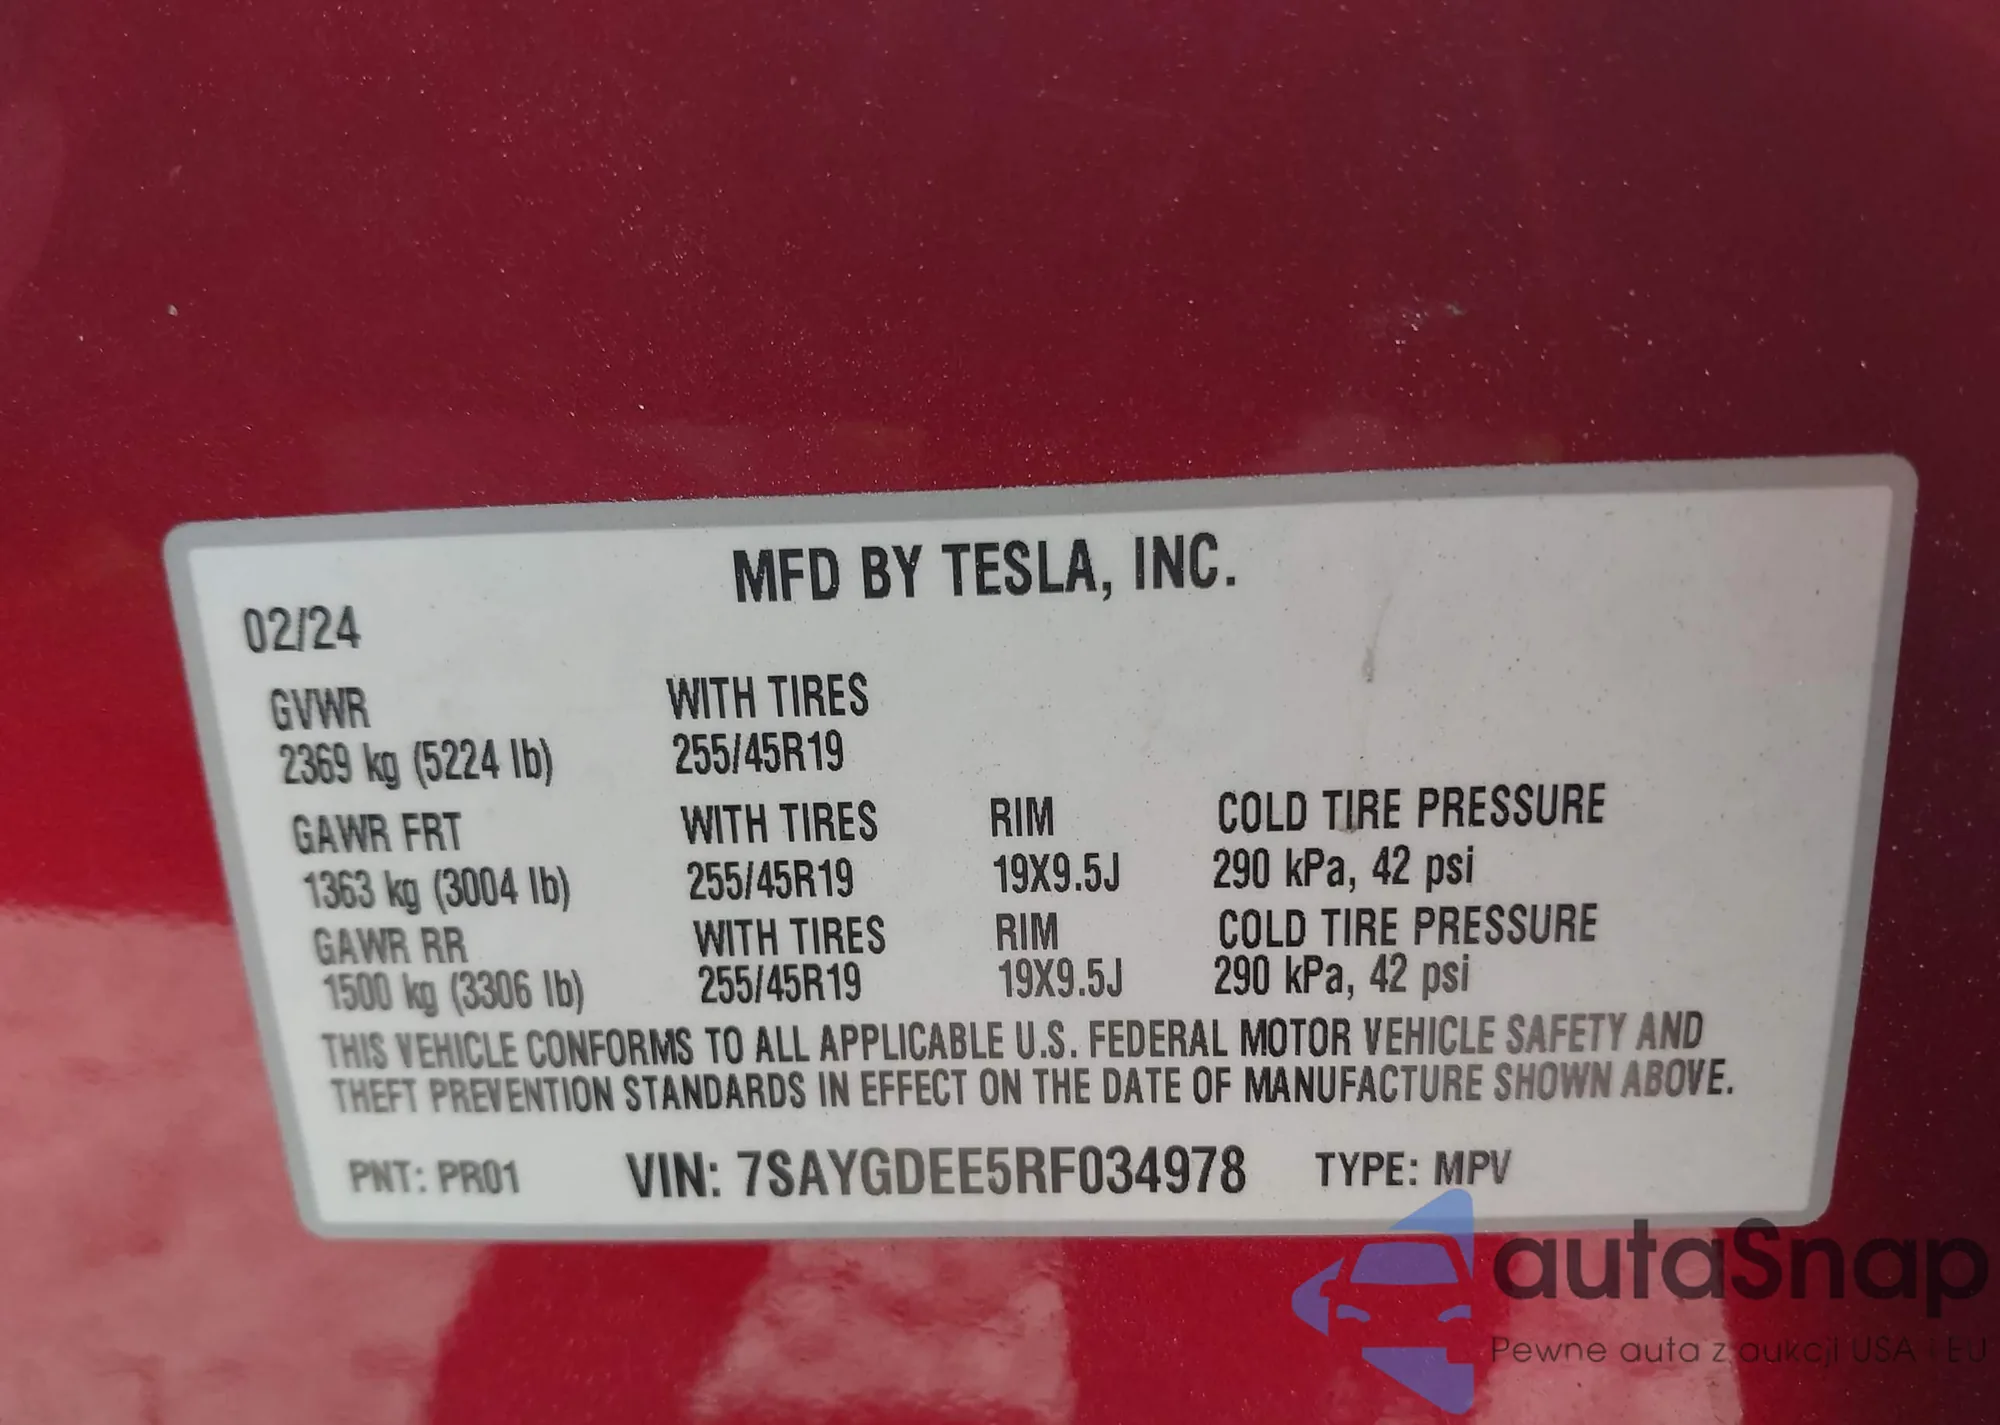 MFD BY TESLA, INC.
02/24
GVWR WITH TIRES
2369 kg (5224 lb) 255/45R19
GAWR FRT WITH TIRES RIM COLD TIRE PRESSURE
1363 kg (3004 lb) 255/45R19 19X9.5J 290 kPa, 42 psi
GAWR RR WITH TIRES RIM COLD TIRE PRESSURE
1500 kg (3306 lb) 255/45R19 19X9.5J 290 kPa, 42 psi
THIS VEHICLE CONFORMS TO ALL APPLICABLE U.S. FEDERAL MOTOR VEHICLE SAFETY AND
THEFT PREVENTION STANDARDS IN EFFECT ON THE DATE OF MANUFACTURE SHOWN ABOVE.
PNT: PR01 VIN: 7SAYGDEE5RF034978 TYPE: MPV
autaSnap
Pewne auta z aukcji USA i EU